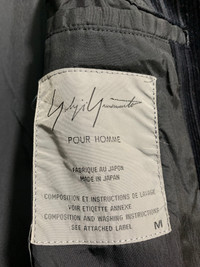 Yohji Yamamoto
POUR HOMME
FABRIQUÉ AU JAPON
MADE IN JAPAN
COMPOSITION ET INSTRUCTIONS DE LAVAGE
VOIR ETIQUETTE ANNEXE
COMPOSITION AND WASHING INSTRUCTIONS
SEE ATTACHED LABEL
M